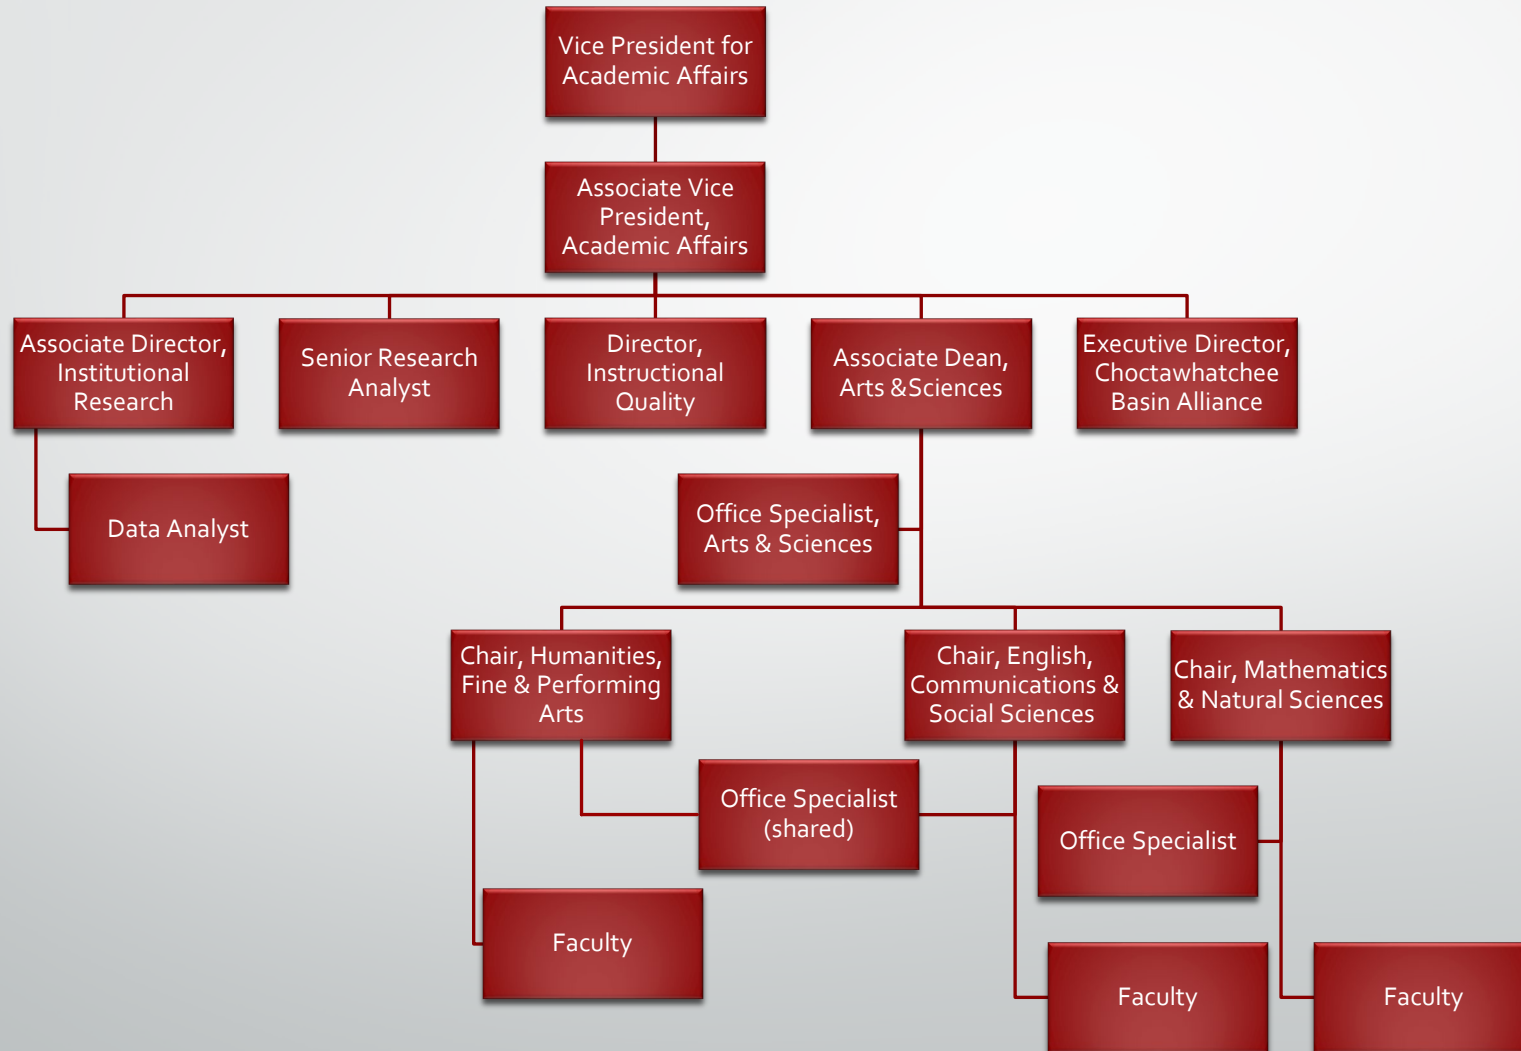 Vice President for
Academic Affairs
Associate Vice
President,
Academic Affairs
Associate Director,
Institutional
Research
Senior Research
Analyst
Director,
Instructional
Quality
Associate Dean,
Arts &Sciences
Executive Director,
Choctawhatchee
Basin Alliance
Data Analyst
Office Specialist,
Arts & Sciences
Chair, Humanities,
Fine & Performing
Arts
Chair, English,
Communications &
Social Sciences
Chair, Mathematics
& Natural Sciences
Office Specialist
(shared)
Office Specialist
Faculty
Faculty
Faculty